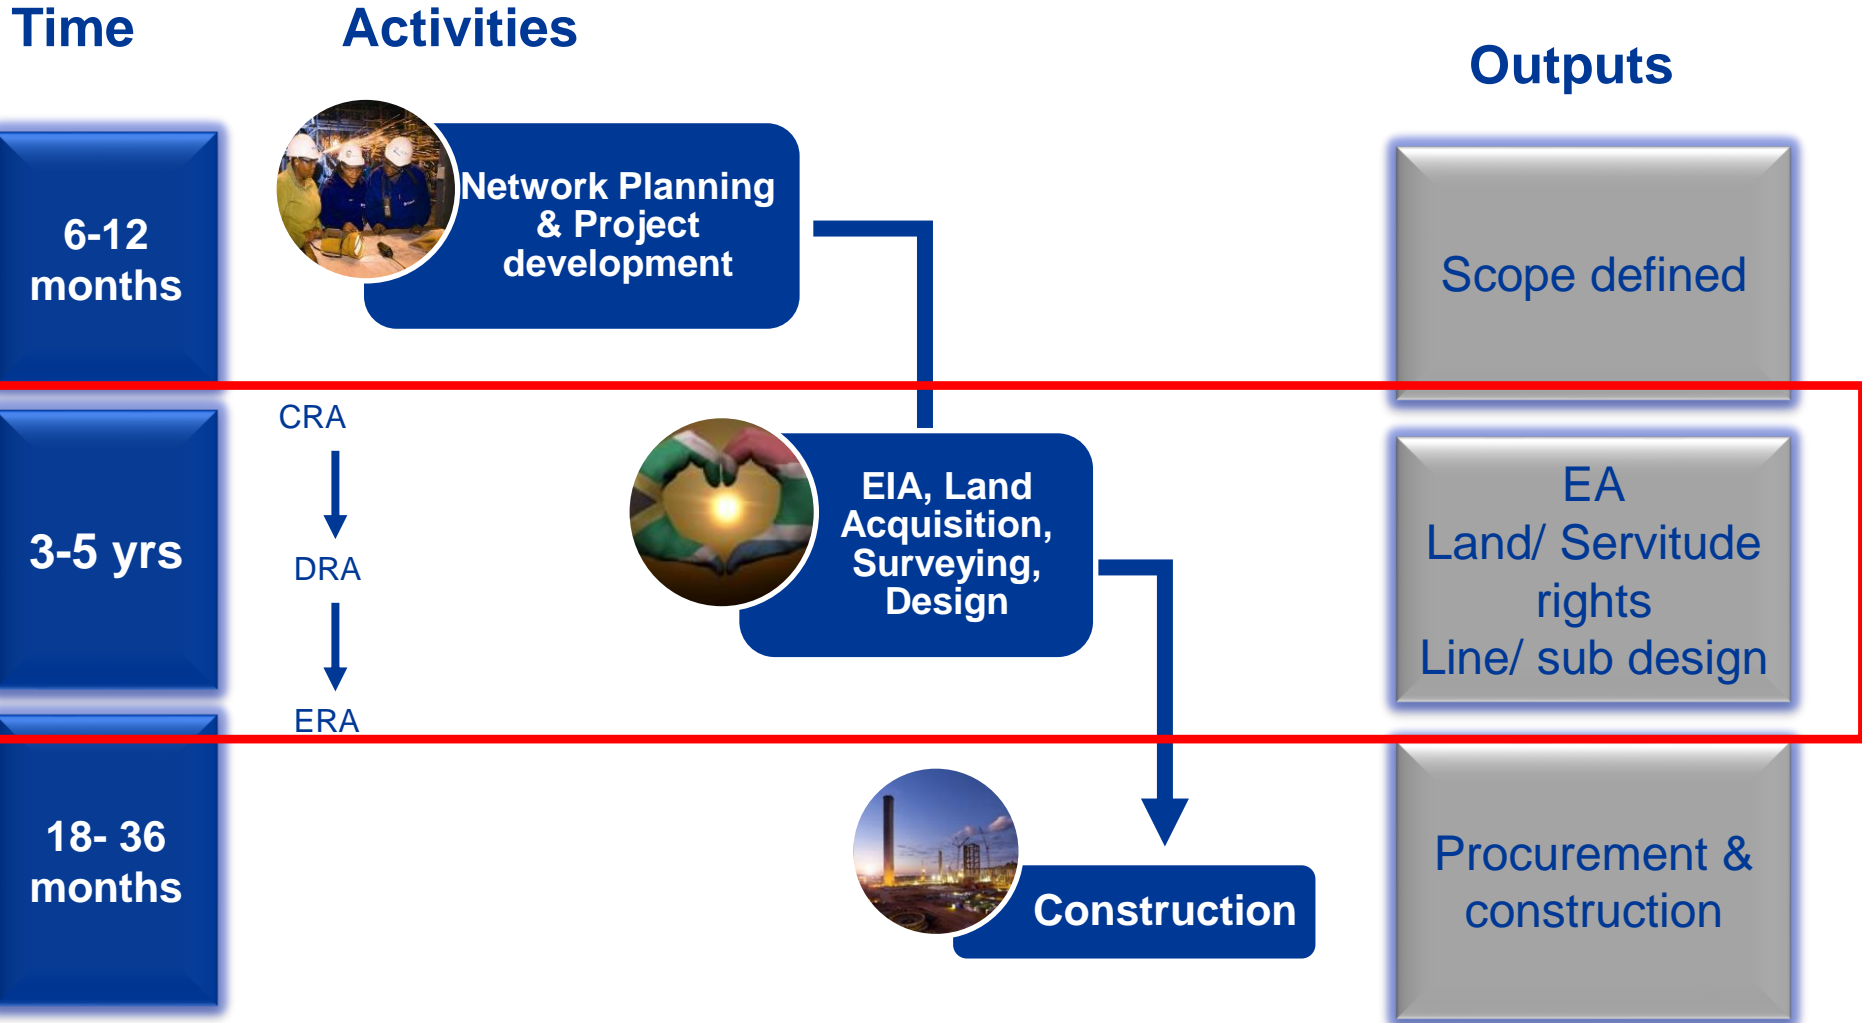 Time
Activities
Outputs
6-12
months
Network Planning
& Project
development
Scope defined
3-5 yrs
CRA
DRA
ERA
EIA, Land
Acquisition,
Surveying,
Design
EA
Land/ Servitude
rights
Line/ sub design
18- 36
months
Construction
Procurement &
construction